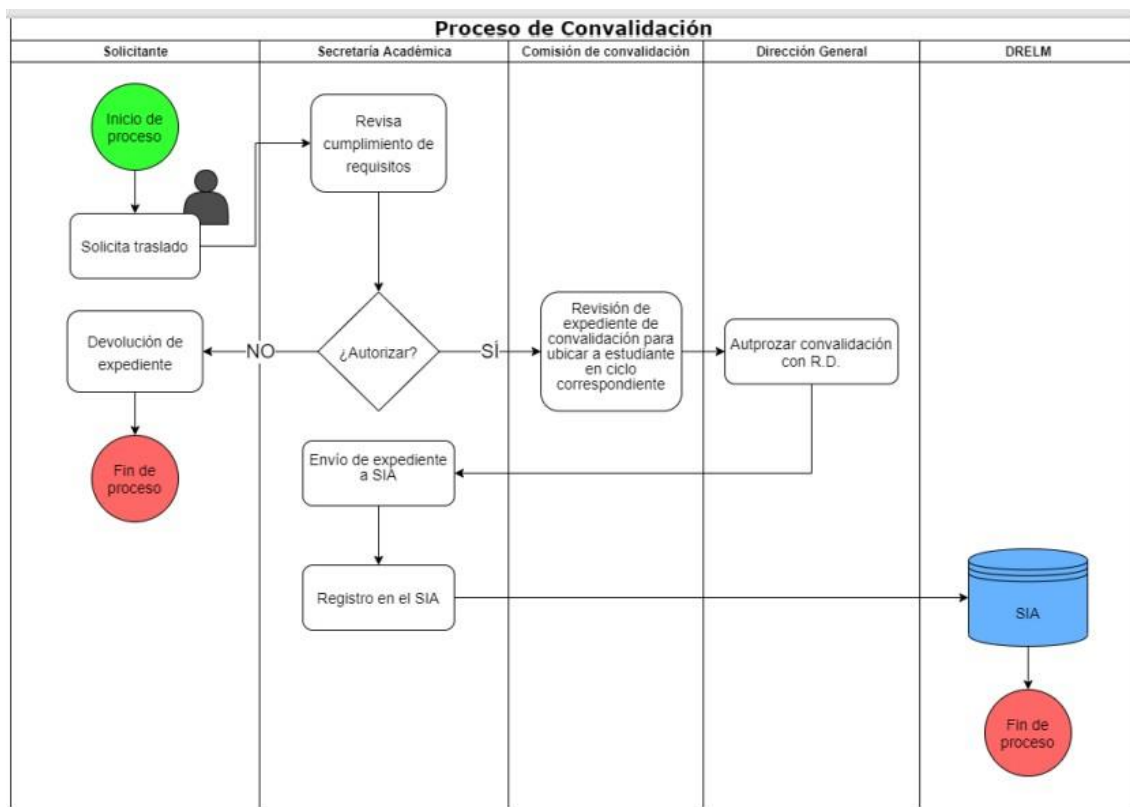 Proceso de Convalidación
Solicitante
Secretaría Académica
Comisión de convalidación
Dirección General
DRELM
Inicio de
proceso
Revisa
cumplimiento de
requisitos
Solicita traslado
Devolución de
expediente
NO
¿Autorizar?
SÍ
Revisión de
expediente de
convalidación para
ubicar a estudiante
en ciclo
correspondiente
Autprozar convalidación
con R.D.
Fin de
proceso
Envío de expediente
a SIA
Registro en el SIA
SIA
Fin de
proceso